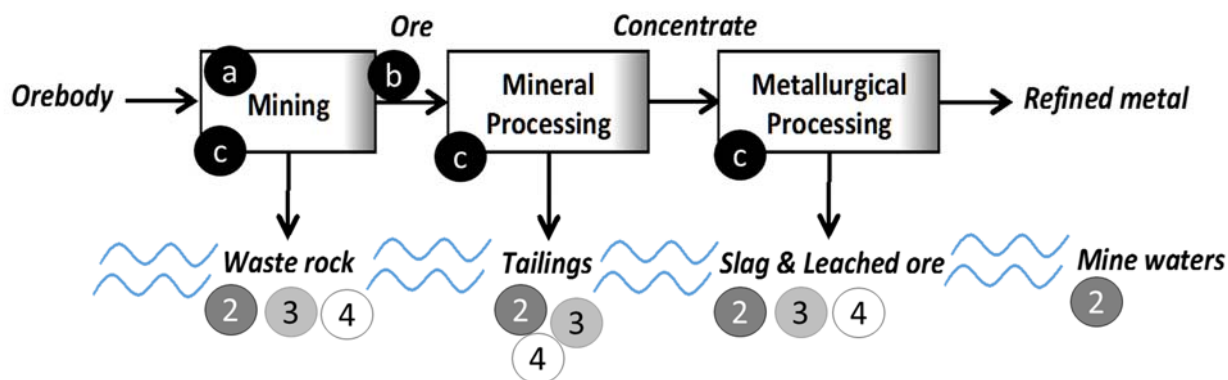 Ore
Concentrate
Orebody
a
Mining
c
b
Mineral
Processing
c
Metallurgical
Processing
c
Refined metal
Waste rock
2 3 4
Tailings
2 3
4
Slag & Leached ore
2 3 4
Mine waters
2